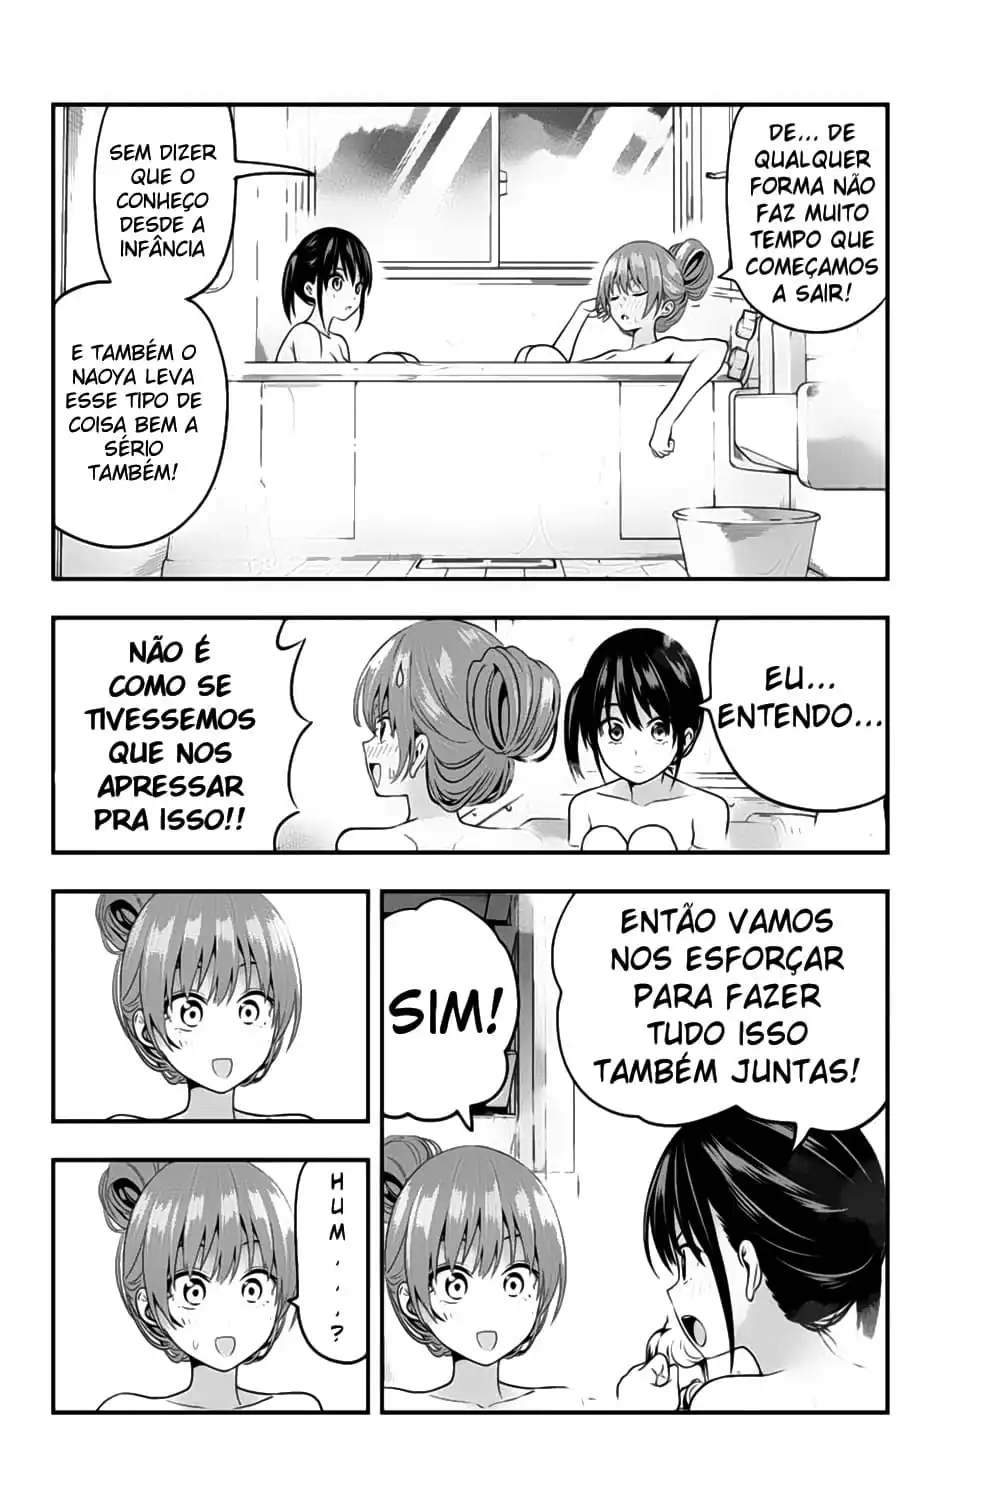 DE... DE
QUALQUER
FORMA NÃO
FAZ MUITO
TEMPO QUE
COMEÇAMOS
A SAIR!
SEM DIZER
QUE O
CONHEÇO
DESDE A
INFÂNCIA
E TAMBÉM O
NAOYA LEVA
ESSE TIPO DE
COISA BEM A
SÉRIO
TAMBÉM!
EU...
ENTENDO...
NÃO É
COMO SE
TIVESSEMOS
QUE NOS
APRESSAR
PRA ISSO!!
ENTÃO VAMOS
NOS ESFORÇAR
PARA FAZER
TUDO ISSO
TAMBÉM JUNTAS!
SIM!
HUM...?